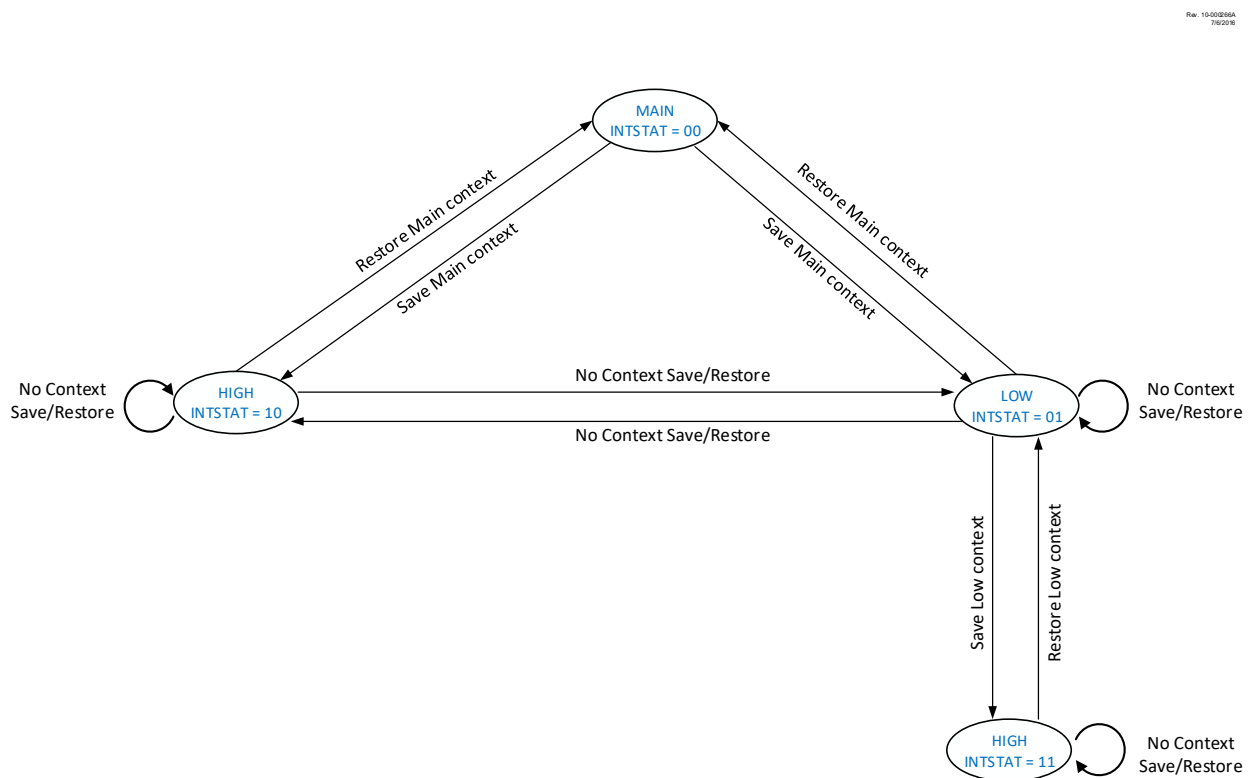 Rev. 10-000266A
7/6/2016
MAIN
INTSTAT = 00
Restore Main context
Save Main context
Save Main context
Restore Main context
No Context
Save/Restore
HIGH
INTSTAT = 10
No Context Save/Restore
No Context Save/Restore
LOW
INTSTAT = 01
No Context
Save/Restore
Save Low context
Restore Low context
HIGH
INTSTAT = 11
No Context
Save/Restore